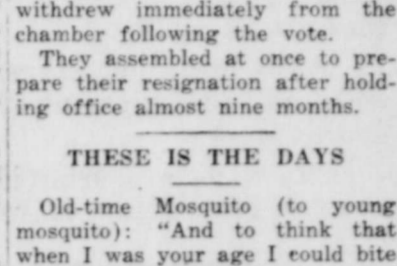 withdrew immediately from the
chamber following the vote.
They assembled at once to pre-
pare their resignation after hold-
ing office almost nine months.
THESE IS THE DAYS
Old-time Mosquito (to young
mosquito): "And to think that
when I was your age I could bite